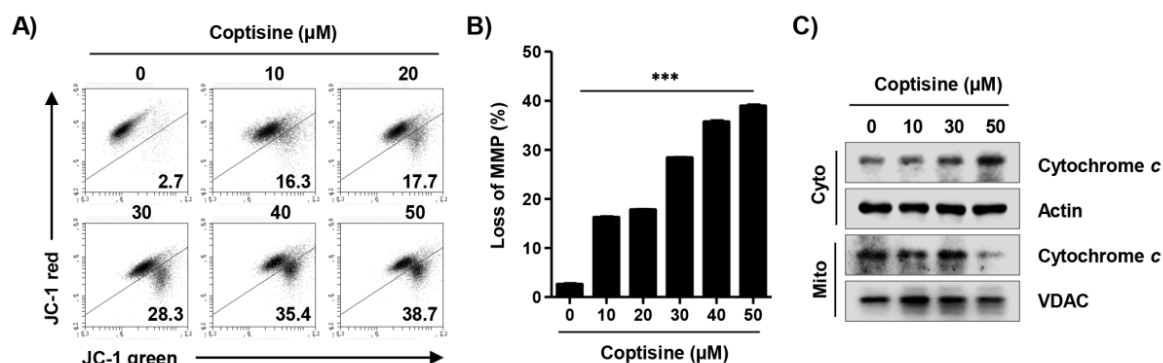 A)
Coptisine (µM)
0 10 20
2.7 16.3 17.7
30 40 50
28.3 35.4 38.7
JC-1 red
JC-1 green
B)
Loss of MMP (%)
50
40
30
20
10
0
***
0 10 20 30 40 50
Coptisine (µM)
C)
Coptisine (µM)
0 10 30 50
Cyto
Cytochrome c
Actin
Mito
Cytochrome c
VDAC